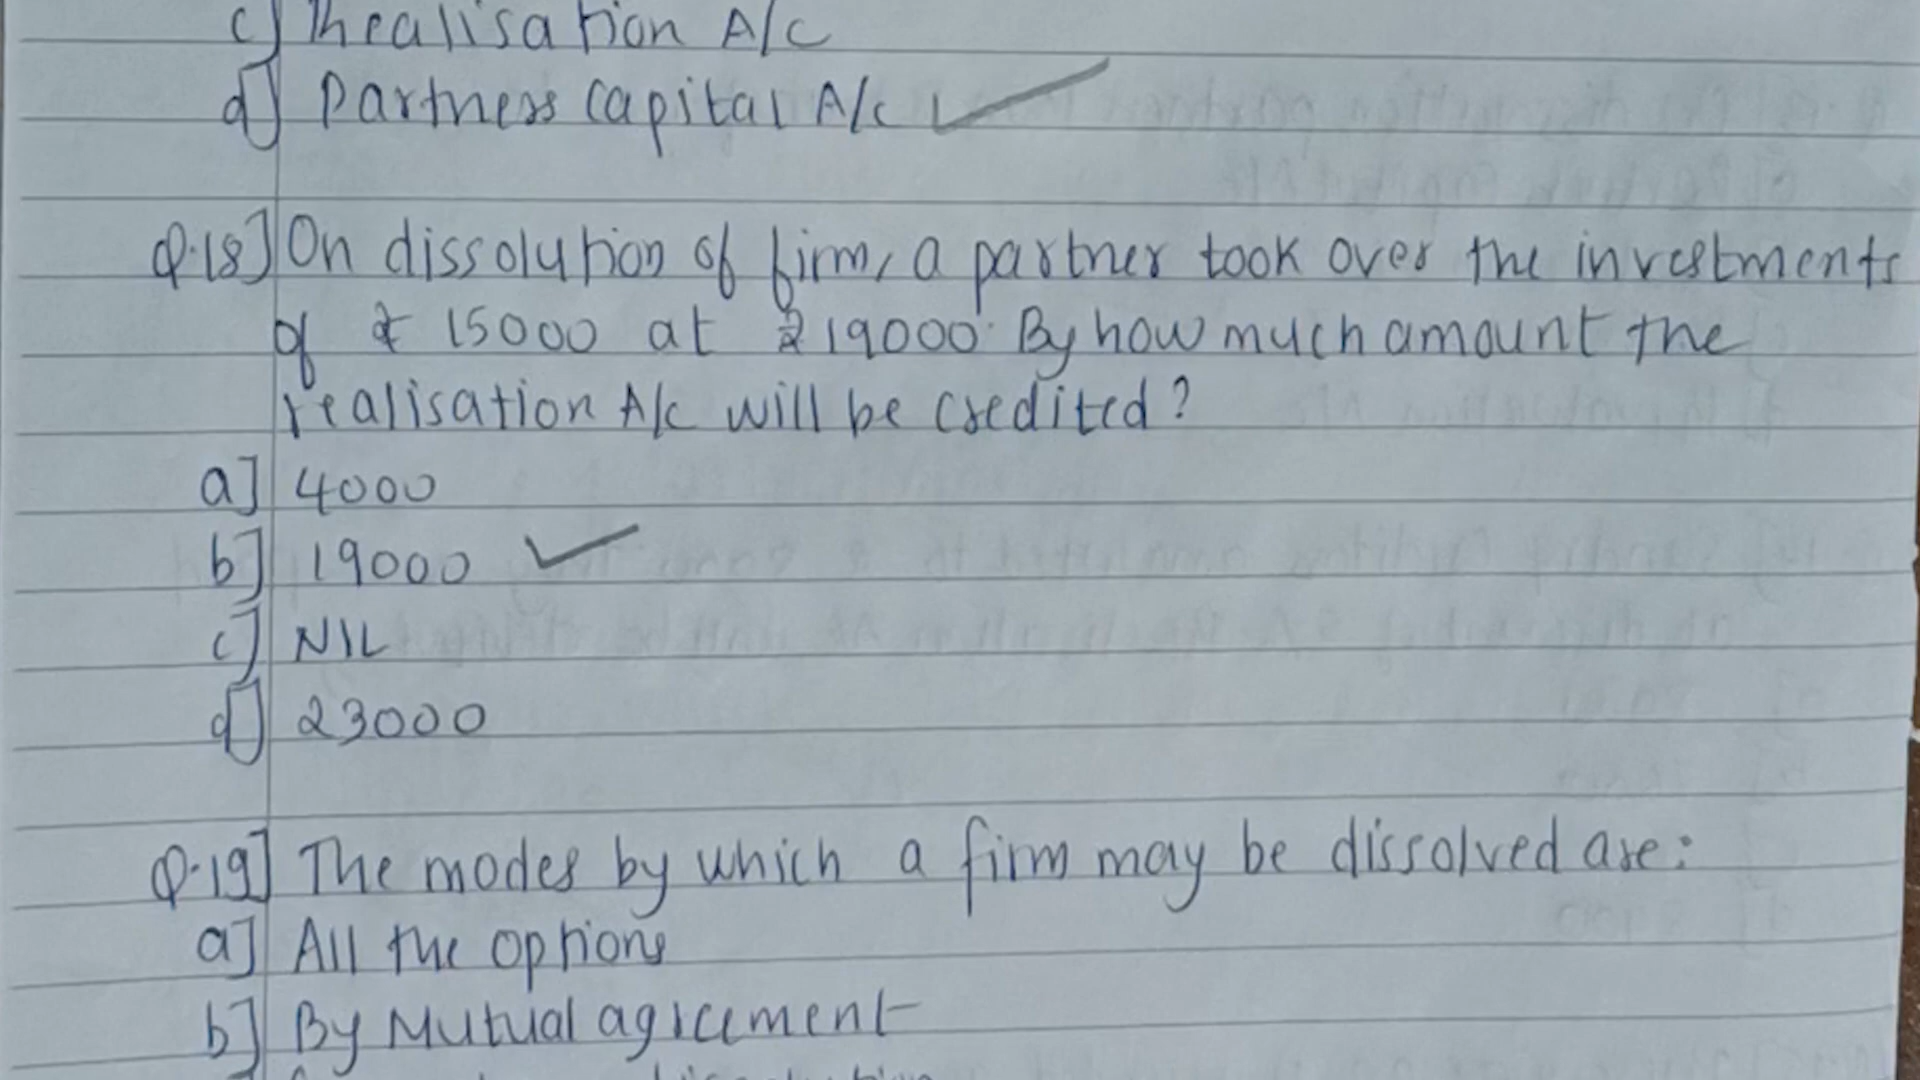 c] Realisation A/c
d] Partners capital A/c
Q.18] On dissolution of firm, a partner took over the investments
of ₹ 15000 at ₹19000. By how much amount the
realisation A/c will be credited?
a] 4000
b] 19000
c] NIL
d] 23000
Q.19] The modes by which a firm may be dissolved are:
a] All the options
b] By Mutual agreement
dissolution